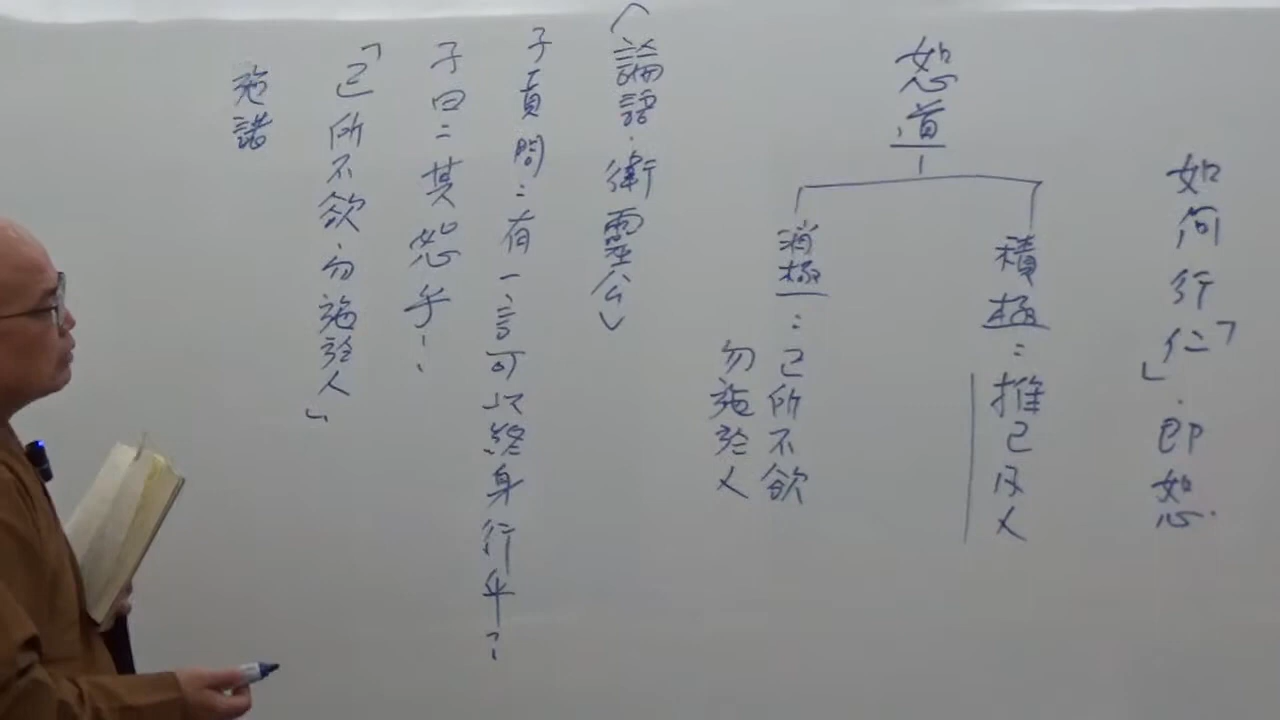 如何行「仁」.即恕.
恕道
積極：推己及人
消極：己所不欲
勿施於人
〈論語·衛靈公〉
子貢問：有一言可以終身行乎？
子曰：其恕乎！
「己所不欲，勿施於人」
施諸